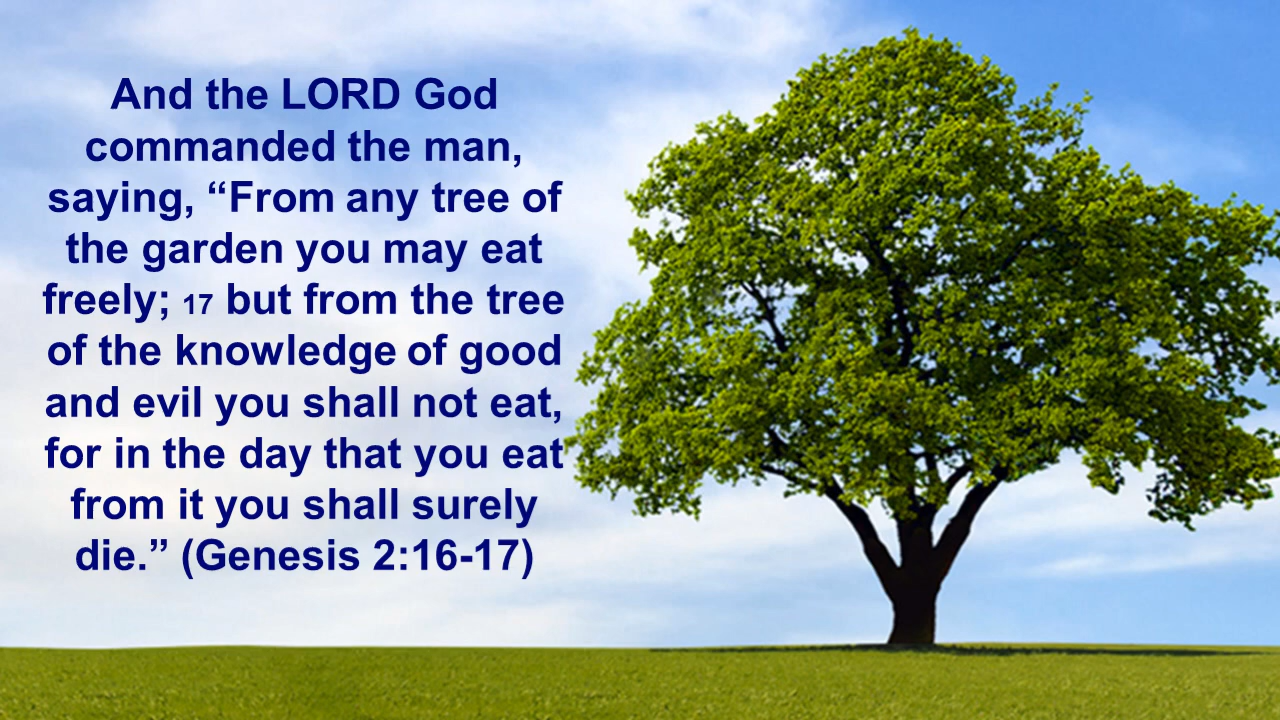 And the LORD God
commanded the man,
saying, “From any tree of
the garden you may eat
freely; 17 but from the tree
of the knowledge of good
and evil you shall not eat,
for in the day that you eat
from it you shall surely
die.” (Genesis 2:16-17)